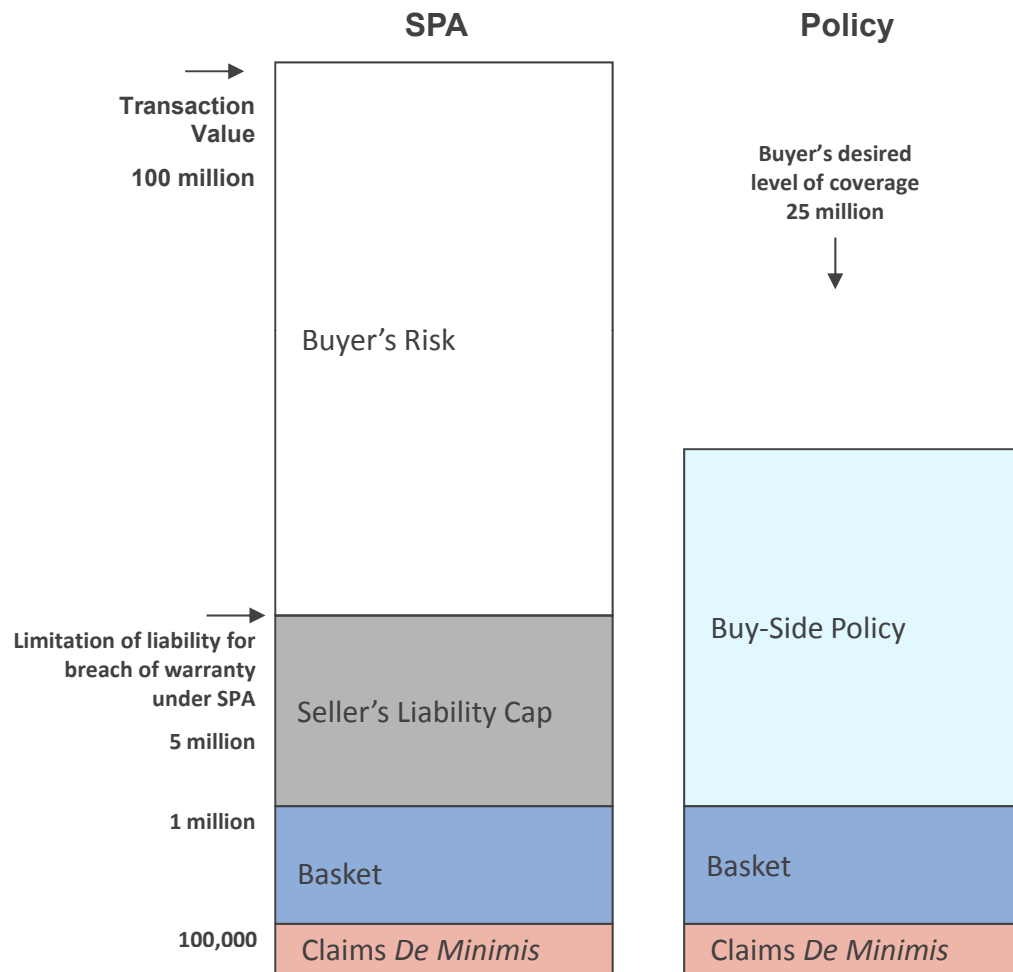 SPA
Policy
Transaction
Value
100 million
Buyer’s desired
level of coverage
25 million
Buyer’s Risk
Limitation of liability for
breach of warranty
under SPA
5 million
Seller’s Liability Cap
Buy-Side Policy
1 million
Basket
Basket
100,000
Claims De Minimis
Claims De Minimis